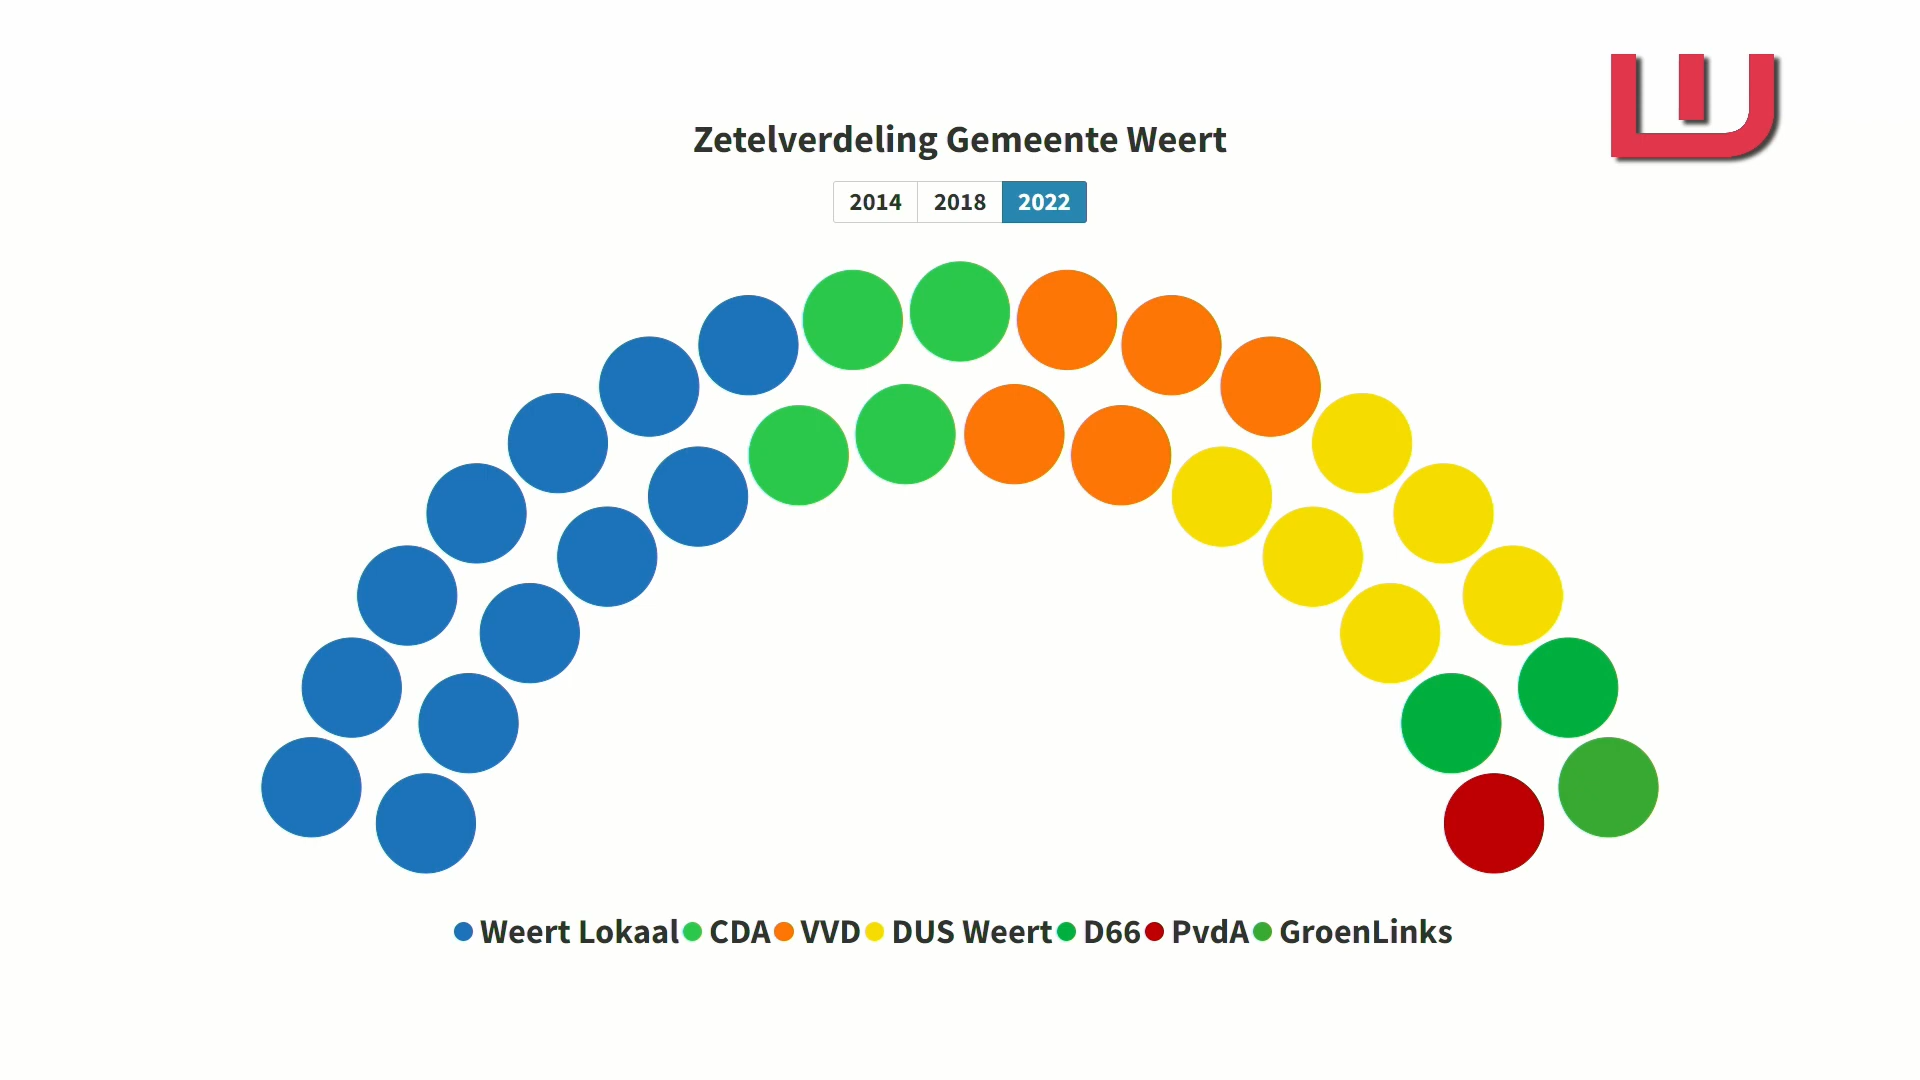 Zetelverdeling Gemeente Weert
2014 2018 2022
Weert Lokaal CDA VVD DUS Weert D66 PvdA GroenLinks